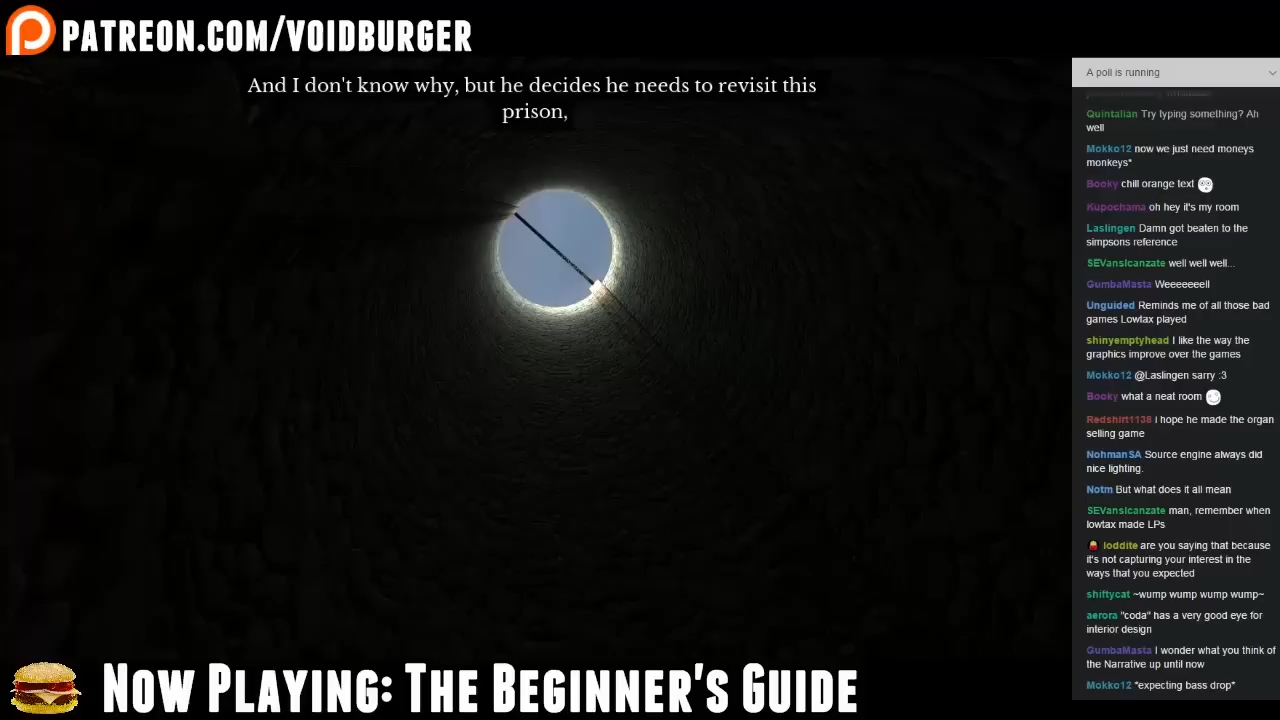 PATREON.COM/VOIDBURGER
And I don't know why, but he decides he needs to revisit this
prison,
A poll is running
Quintalian Try typing something? Ah
well
Mokko12 now we just need moneys
monkeys*
Booky chill orange text
Kupochama oh hey it's my room
Laslingen Damn got beaten to the
simpsons reference
SEVansIcanzate well well well...
GumbaMasta Weeeeeeell
Unguided Reminds me of all those bad
games Lowtax played
shinyemptyhead I like the way the
graphics improve over the games
Mokko12 @Laslingen sarry :3
Booky what a neat room
Redshirt1138 i hope he made the organ
selling game
NohmanSA Source engine always did
nice lighting.
Notm But what does it all mean
SEVansIcanzate man, remember when
lowtax made LPs
loddite are you saying that because
it's not capturing your interest in the
ways that you expected
shiftycat ~wump wump wump wump~
aerora "coda" has a very good eye for
interior design
GumbaMasta I wonder what you think of
the Narrative up until now
Mokko12 *expecting bass drop*
NOW PLAYING: THE BEGINNER'S GUIDE